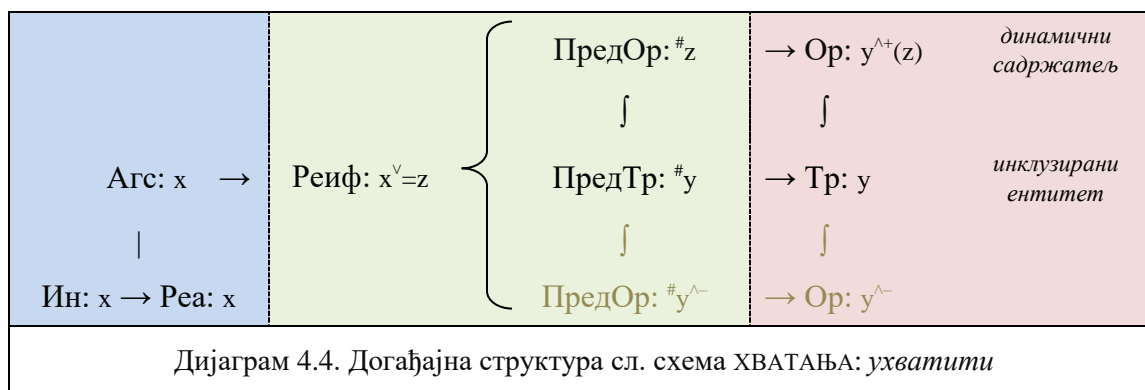 ПредОр: #z → Ор: y^+(z) динамични садржатељ
∫ ∫
Агс: x → Реиф: x˅=z ПредТр: #y → Тр: y инклузирани ентитет
| ∫ ∫
Ин: x → Реа: x ПредОр: #y^– → Ор: y^–
Дијаграм 4.4. Догађајна структура сл. схема ХВАТАЊА: ухватити